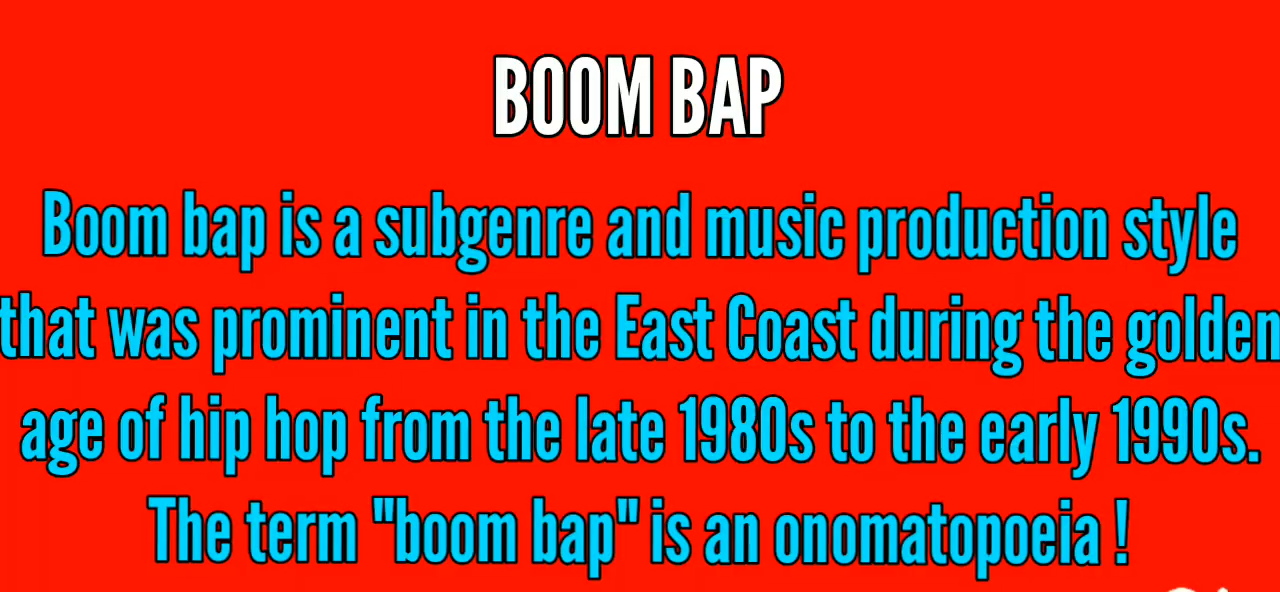 BOOM BAP
Boom bap is a subgenre and music production style
that was prominent in the East Coast during the golden
age of hip hop from the late 1980s to the early 1990s.
The term "boom bap" is an onomatopoeia !